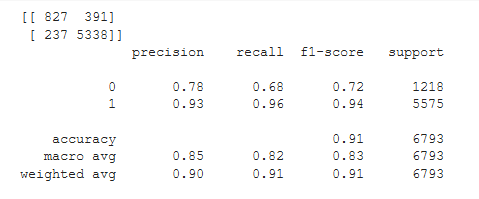 [[ 827 391]
[ 237 5338]]
precision recall f1-score support
0 0.78 0.68 0.72 1218
1 0.93 0.96 0.94 5575
accuracy 0.91 6793
macro avg 0.85 0.82 0.83 6793
weighted avg 0.90 0.91 0.91 6793